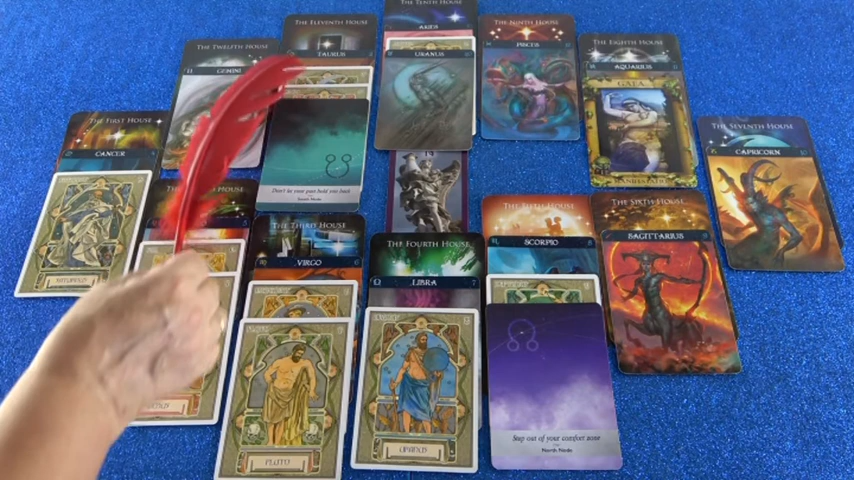 THE TENTH HOUSE
ARIES
URANUS
THE ELEVENTH HOUSE
TAURUS
THE NINTH HOUSE
PISCES
THE TWELFTH HOUSE
GEMINI
THE EIGHTH HOUSE
AQUARIUS
GAEA
THE FIRST HOUSE
CANCER
THE SEVENTH HOUSE
CAPRICORN
Don't let your past hold you back
South Node
HOUSE
THE THIRD HOUSE
VIRGO
THE FOURTH HOUSE
LIBRA
THE FIFTH HOUSE
SCORPIO
THE SIXTH HOUSE
SAGITTARIUS
PLUTO
Step out of your comfort zone
North Node